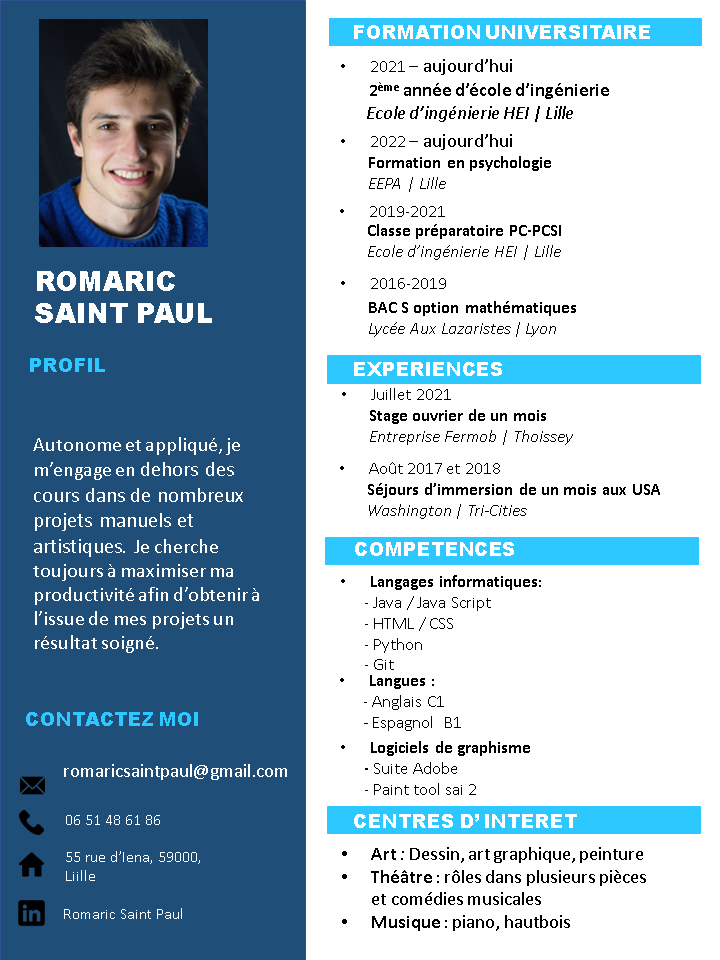 ROMARIC
SAINT PAUL
PROFIL
Autonome et appliqué, je
m’engage en dehors des
cours dans de nombreux
projets manuels et
artistiques. Je cherche
toujours à maximiser ma
productivité afin d’obtenir à
l’issue de mes projets un
résultat soigné.
CONTACTEZ MOI
romaricsaintpaul@gmail.com
06 51 48 61 86
55 rue d’Iena, 59000,
Liille
in
Romaric Saint Paul
FORMATION UNIVERSITAIRE
• 2021 – aujourd’hui
2ème année d’école d’ingénierie
Ecole d’ingénierie HEI | Lille
• 2022 – aujourd’hui
Formation en psychologie
EEPA | Lille
• 2019-2021
Classe préparatoire PC-PCSI
Ecole d’ingénierie HEI | Lille
• 2016-2019
BAC S option mathématiques
Lycée Aux Lazaristes | Lyon
EXPERIENCES
• Juillet 2021
Stage ouvrier de un mois
Entreprise Fermob | Thoissey
• Août 2017 et 2018
Séjours d’immersion de un mois aux USA
Washington | Tri-Cities
COMPETENCES
• Langages informatiques:
- Java / Java Script
- HTML / CSS
- Python
- Git
• Langues :
- Anglais C1
- Espagnol B1
• Logiciels de graphisme
- Suite Adobe
- Paint tool sai 2
CENTRES D’ INTERET
• Art : Dessin, art graphique, peinture
• Théâtre : rôles dans plusieurs pièces
et comédies musicales
• Musique : piano, hautbois